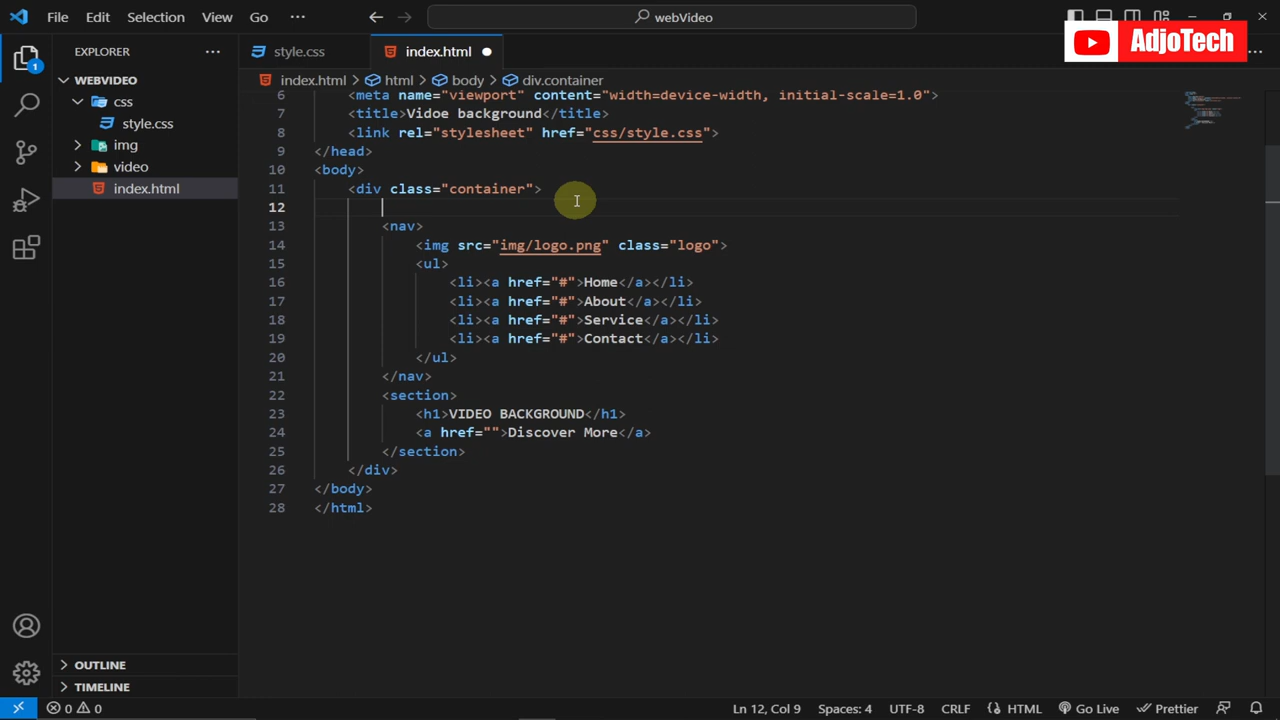 File Edit Selection View Go ··· webVideo
AdjoTech
EXPLORER ···
WEBVIDEO
css
style.css
img
video
index.html
OUTLINE
TIMELINE
1
style.css index.html
index.html > html > body > div.container
6 <meta name="viewport" content="width=device-width, initial-scale=1.0">
7 <title>Vidoe background</title>
8 <link rel="stylesheet" href="css/style.css">
9 </head>
10 <body>
11 <div class="container">
12
13 <nav>
14 <img src="img/logo.png" class="logo">
15 <ul>
16 <li><a href="#">Home</a></li>
17 <li><a href="#">About</a></li>
18 <li><a href="#">Service</a></li>
19 <li><a href="#">Contact</a></li>
20 </ul>
21 </nav>
22 <section>
23 <h1>VIDEO BACKGROUND</h1>
24 <a href="">Discover More</a>
25 </section>
26 </div>
27 </body>
28 </html>
0 0 Ln 12, Col 9 Spaces: 4 UTF-8 CRLF HTML Go Live Prettier